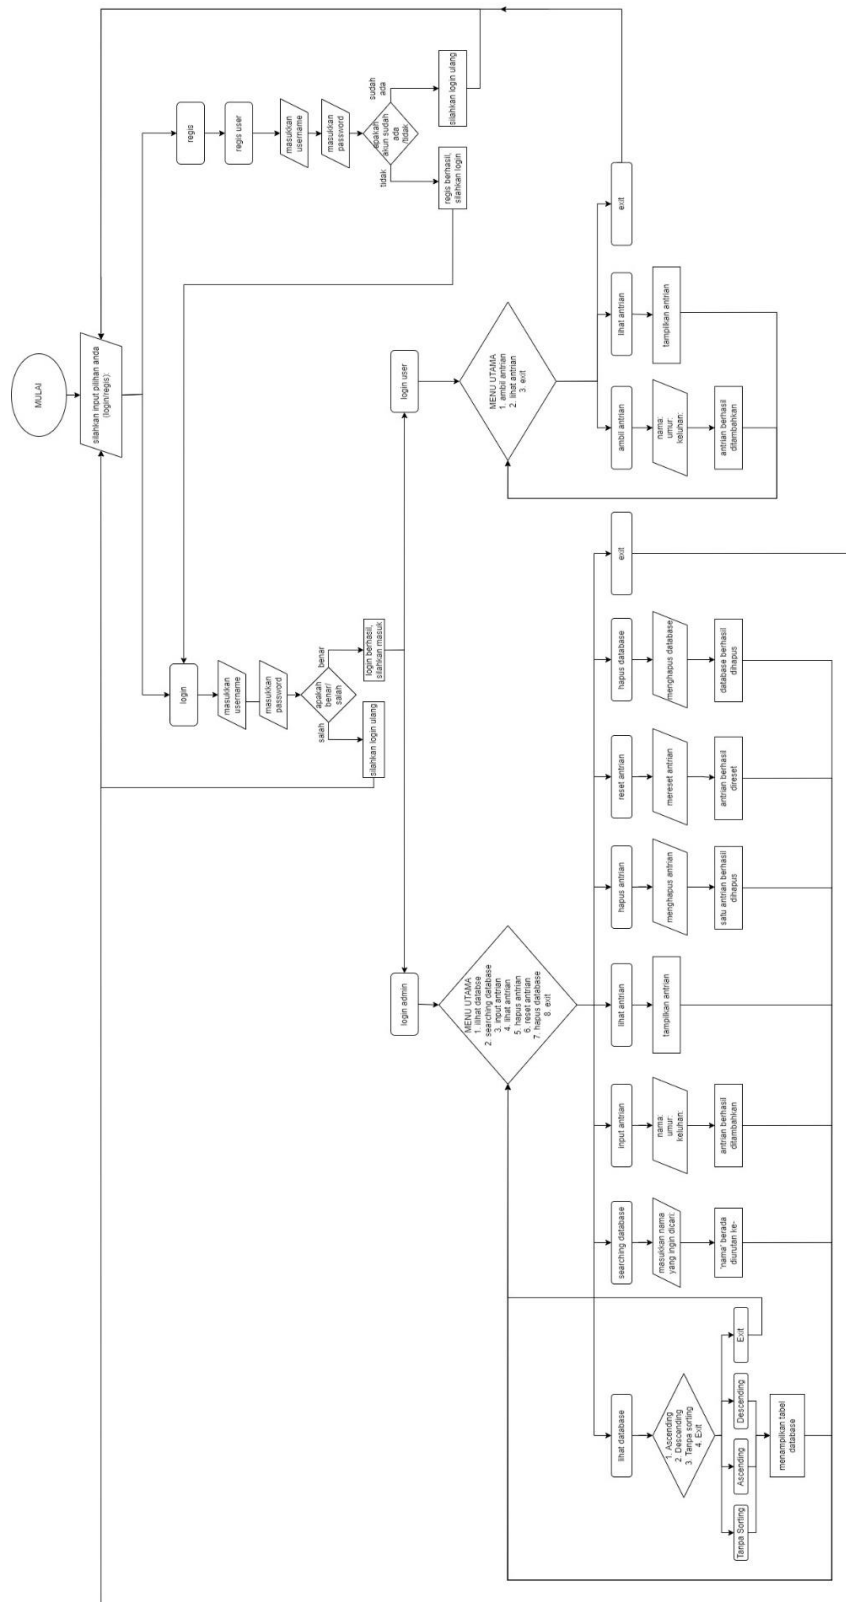 MULAI
silahkan input pilihan anda
(login/regis):
regis
regis user
masukkan
username
masukkan
password
apakah
akun sudah
ada
/tidak
sudah
ada
tidak
silahkan login ulang
regis berhasil,
silahkan login
login
masukkan
username
masukkan
password
apakah
benar/
salah
benar
salah
login berhasil,
silahkan masuk
silahkan login ulang
login user
MENU UTAMA
1. ambil antrian
2. lihat antrian
3. exit
ambil antrian
nama:
umur:
keluhan:
antrian berhasil
ditambahkan
lihat antrian
tampilkan antrian
exit
login admin
MENU UTAMA
1. lihat databse
2. searching database
3. input antrian
4. lihat antrian
5. hapus antrian
6. reset antrian
7. hapus database
8. exit
lihat database
1. Ascending
2. Descending
3. Tanpa sorting
4. Exit
Tanpa Sorting
Ascending
Descending
Exit
menampilkan tabel
database
searching database
masukkan nama
yang ingin dicari:
'nama' berada
diurutan ke-
input antrian
nama:
umur:
keluhan:
antrian berhasil
ditambahkan
lihat antrian
tampilkan antrian
hapus antrian
menghapus antrian
satu antrian berhasil
dihapus
reset antrian
mereset antrian
antrian berhasil
direset
hapus database
menghapus database
database berhasil
dihapus
exit